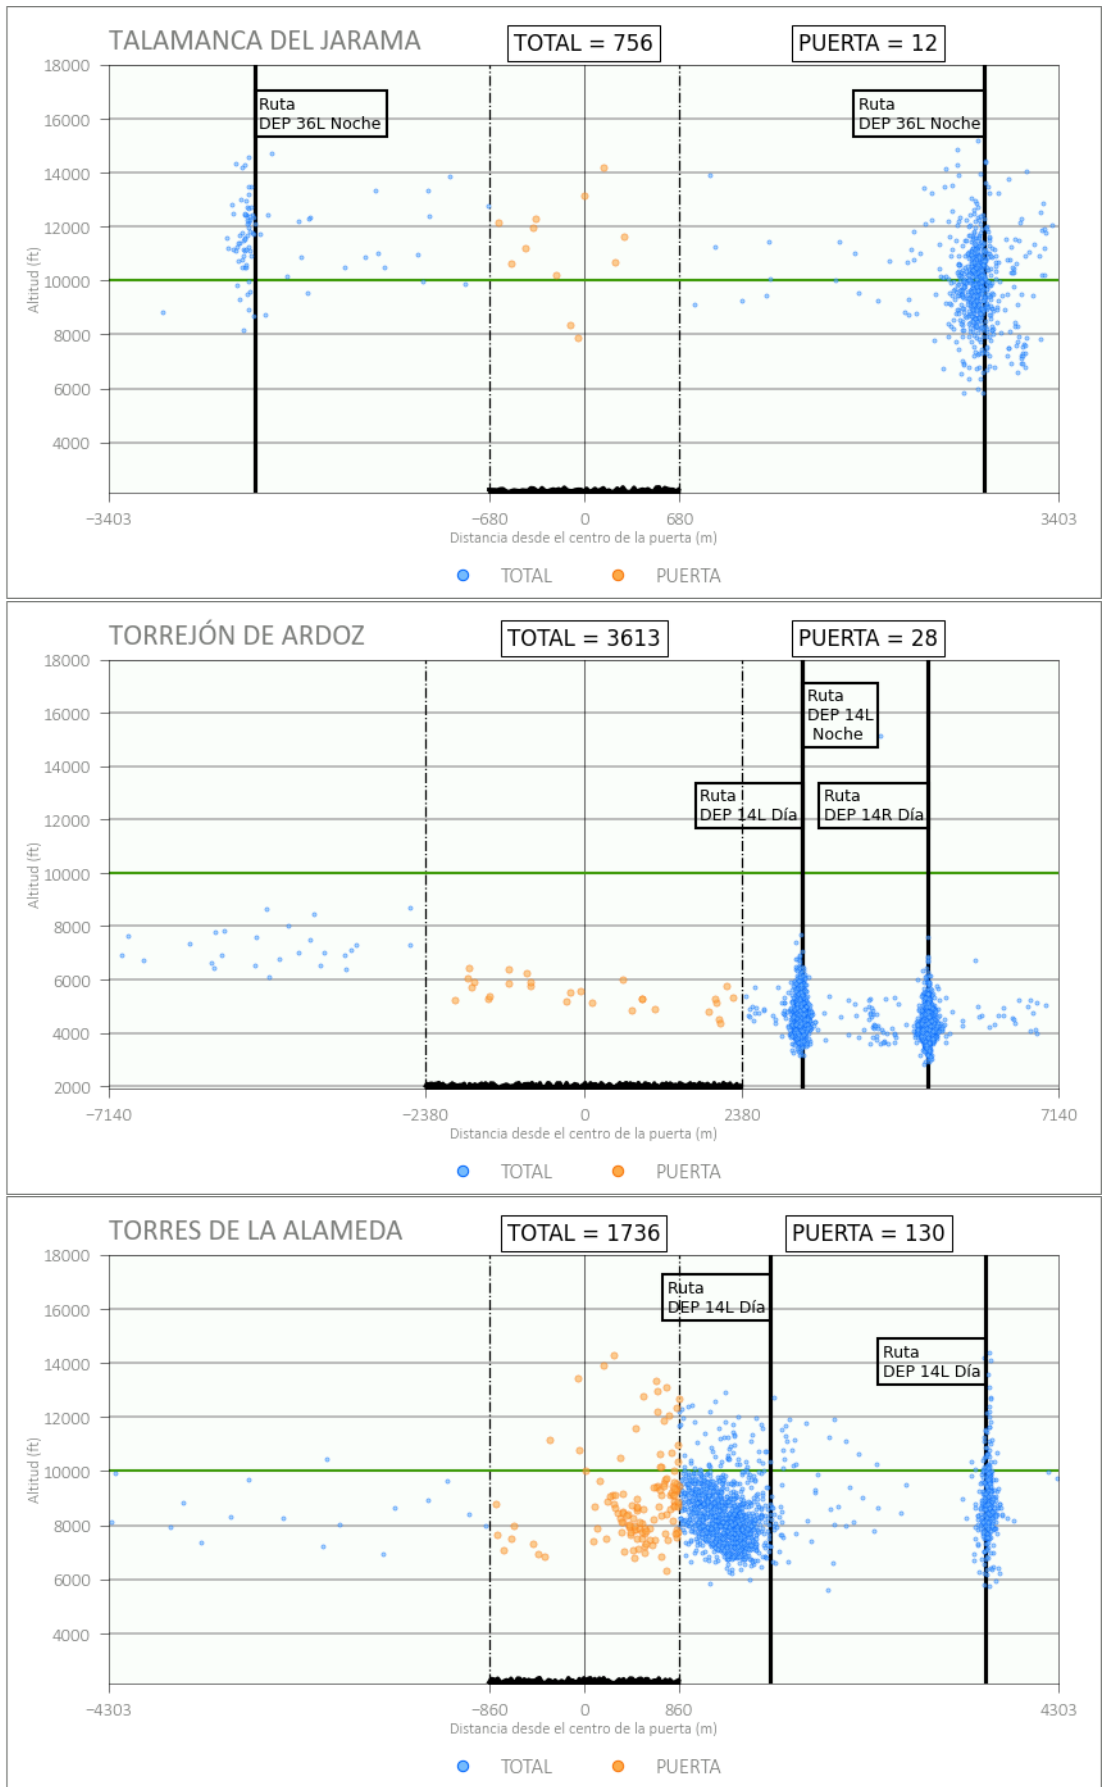 TALAMANCA DEL JARAMA
TOTAL = 756
PUERTA = 12
18000
16000
14000
12000
10000
8000
6000
4000
Altitud (ft)
Ruta
DEP 36L Noche
Ruta
DEP 36L Noche
−3403
−680
0
680
3403
Distancia desde el centro de la puerta (m)
TOTAL
PUERTA
TORREJÓN DE ARDOZ
TOTAL = 3613
PUERTA = 28
18000
16000
14000
12000
10000
8000
6000
4000
2000
Altitud (ft)
Ruta
DEP 14L
Noche
Ruta
DEP 14L Día
Ruta
DEP 14R Día
−7140
−2380
0
2380
7140
Distancia desde el centro de la puerta (m)
TOTAL
PUERTA
TORRES DE LA ALAMEDA
TOTAL = 1736
PUERTA = 130
18000
16000
14000
12000
10000
8000
6000
4000
Altitud (ft)
Ruta
DEP 14L Día
Ruta
DEP 14L Día
−4303
−860
0
860
4303
Distancia desde el centro de la puerta (m)
TOTAL
PUERTA